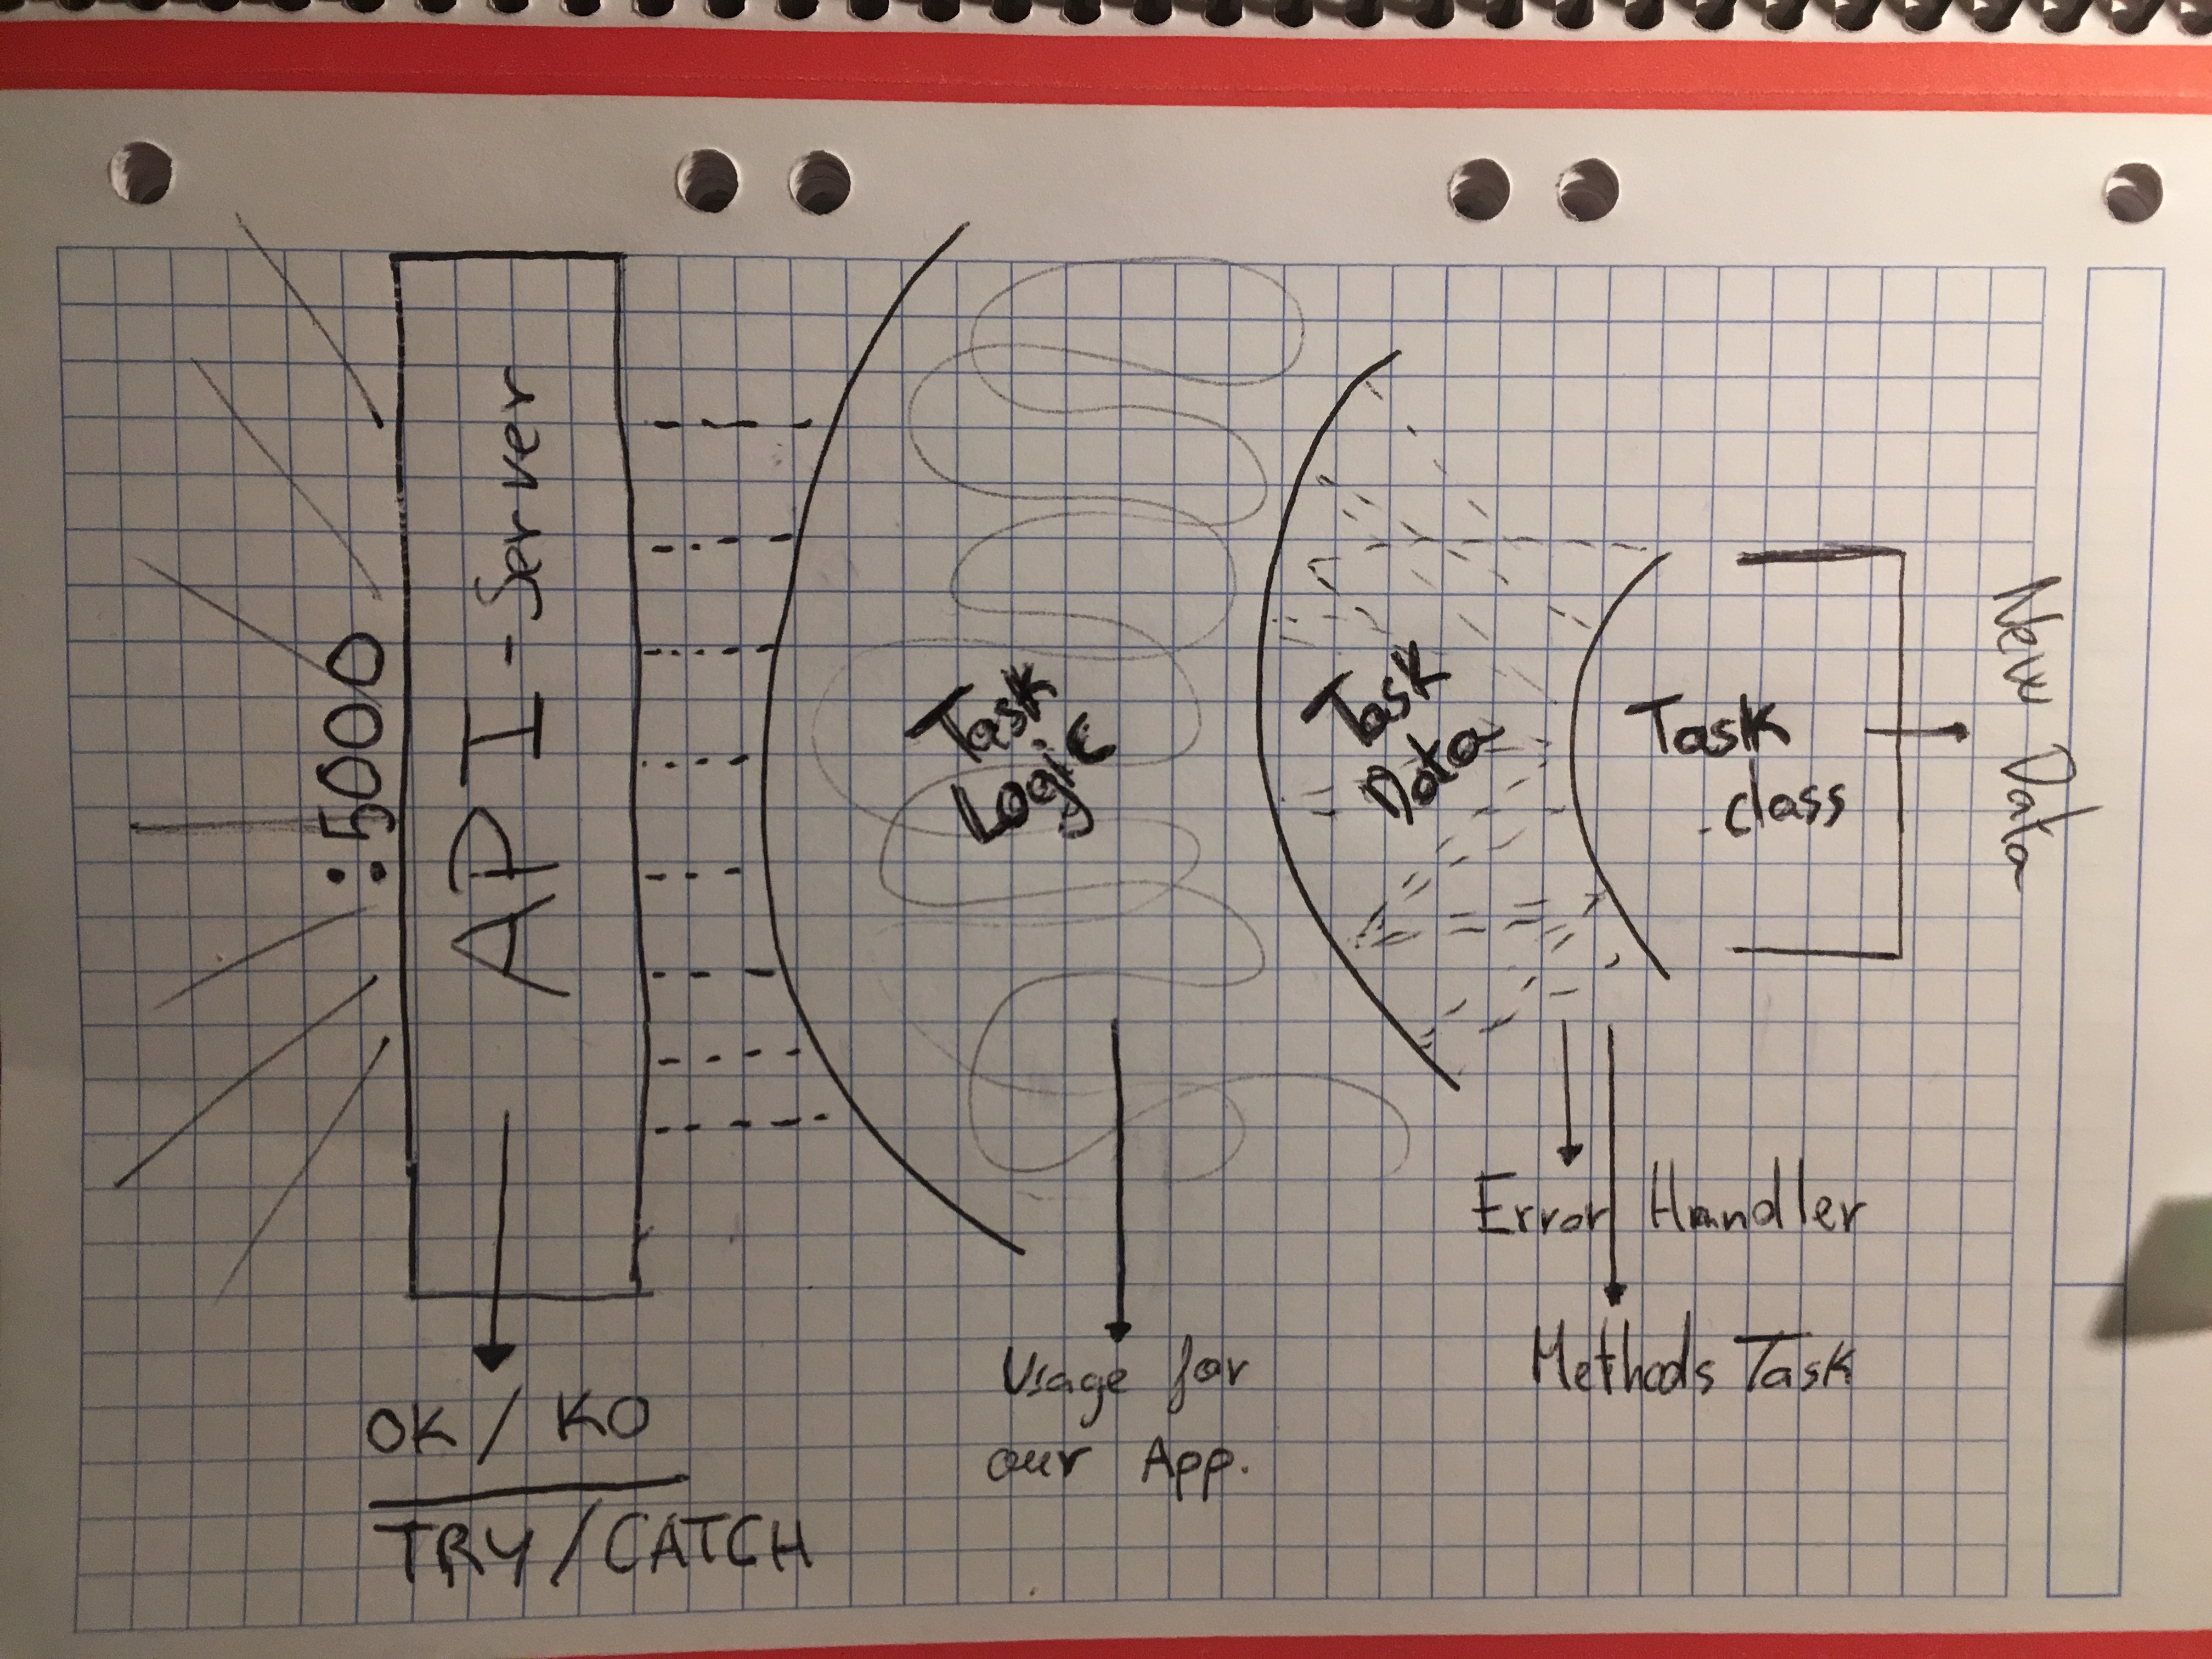 :5000
API - Server
Task
Logic
Task
Data
Task
class
New Data
OK / KO
TRY/CATCH
Usage for
our App.
Error Handler
Methods Task